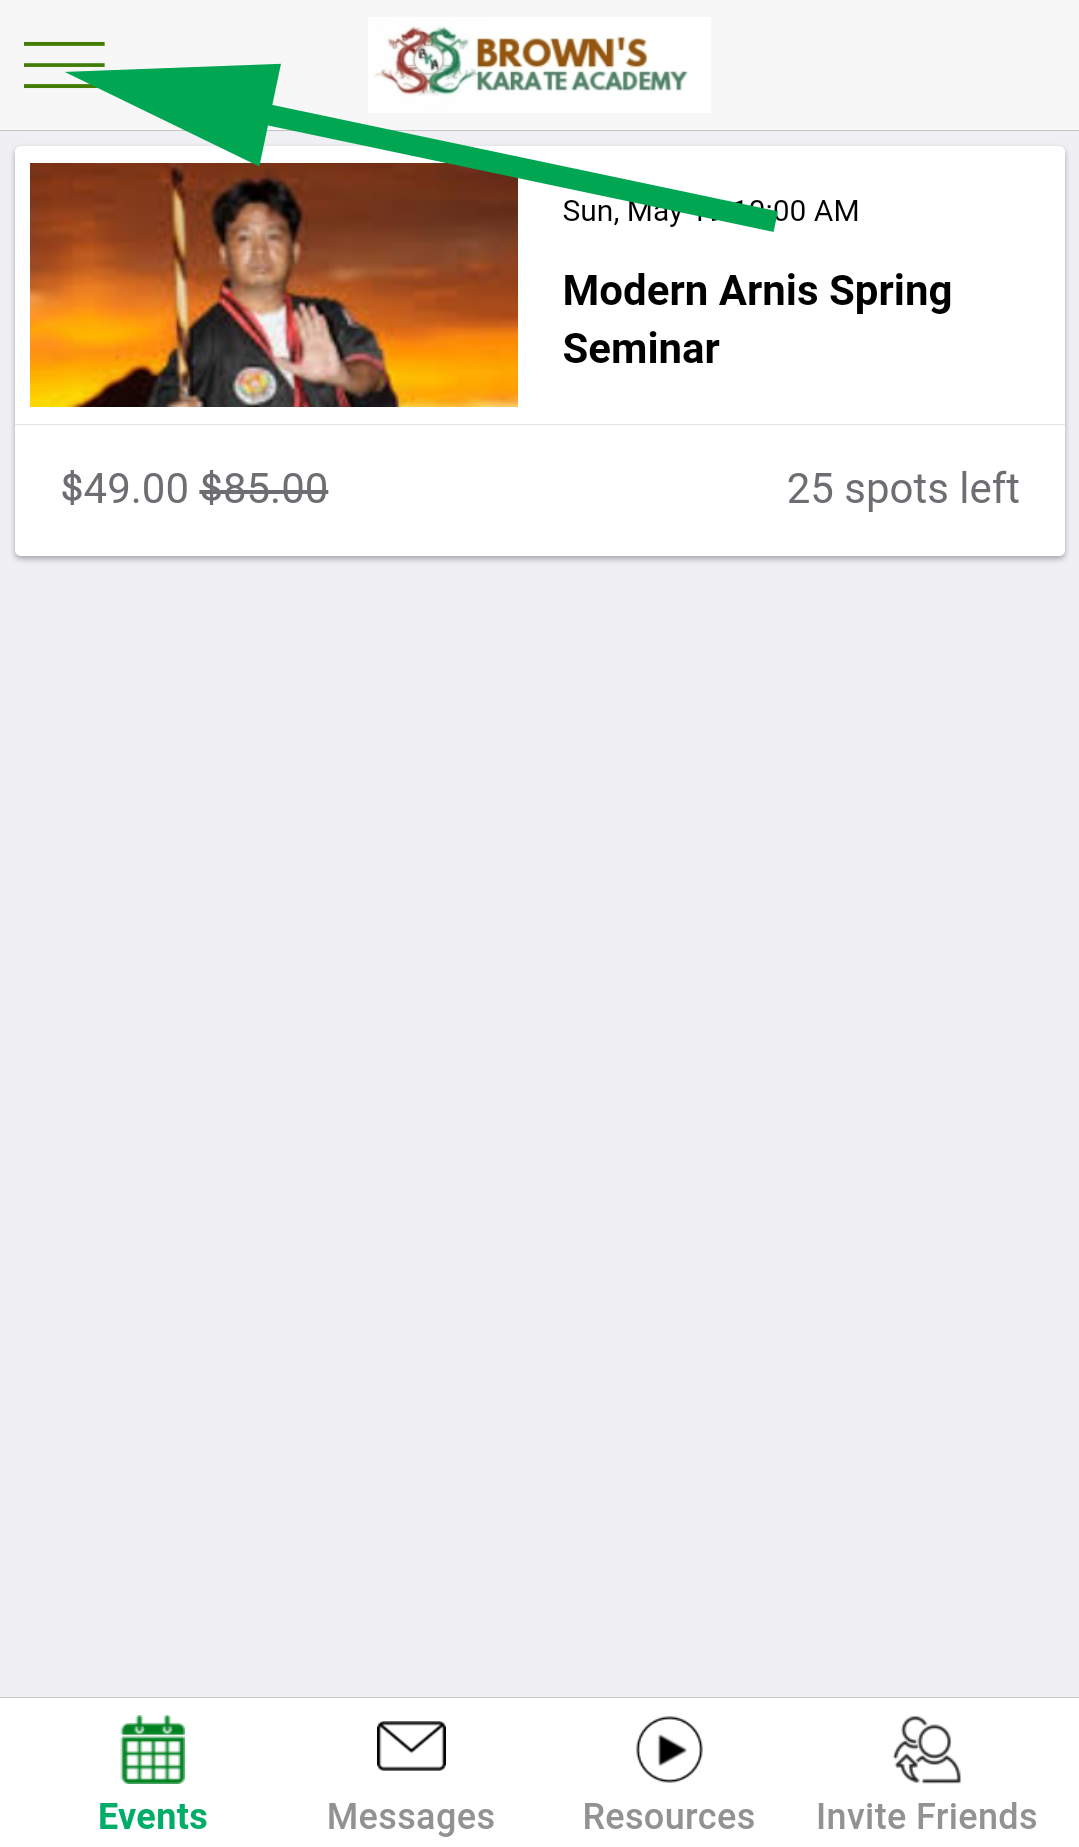 BROWN'S
KARATE ACADEMY
Sun, May :00 AM
Modern Arnis Spring
Seminar
$49.00 $85.00
25 spots left
Events
Messages
Resources
Invite Friends